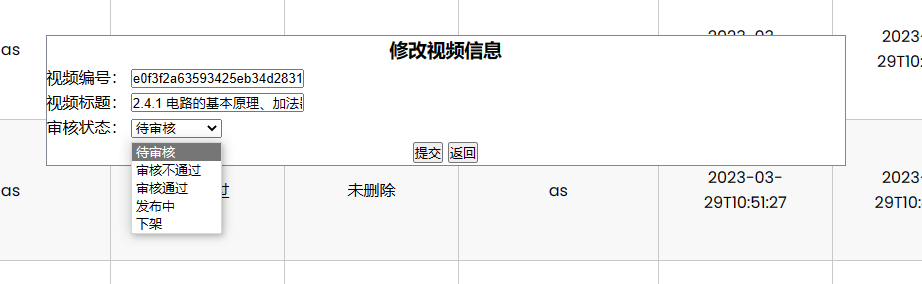 as
2023-03-
2023-
29T10:
修改视频信息
视频编号：
e0f3f2a63593425eb34d2831
视频标题：
2.4.1 电路的基本原理、加法
审核状态：
待审核
提交 返回
待审核
审核不通过
审核通过
发布中
下架
as
过
未删除
as
2023-03-
29T10:51:27
2023-
29T10: